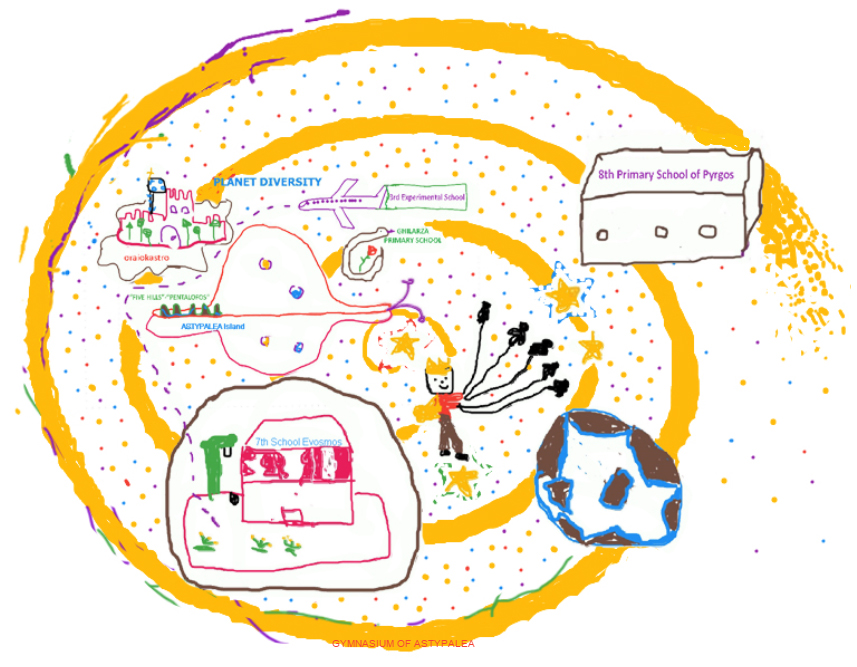 8th Primary School of Pyrgos
PLANET DIVERSITY
3rd Experimental School
GHILARZA
PRIMARY SCHOOL
oraiokastro
"FIVE HILLS"-"PENTALOFOS"
ASTYPALEA Island
7th School Evosmos
GYMNASIUM OF ASTYPALEA